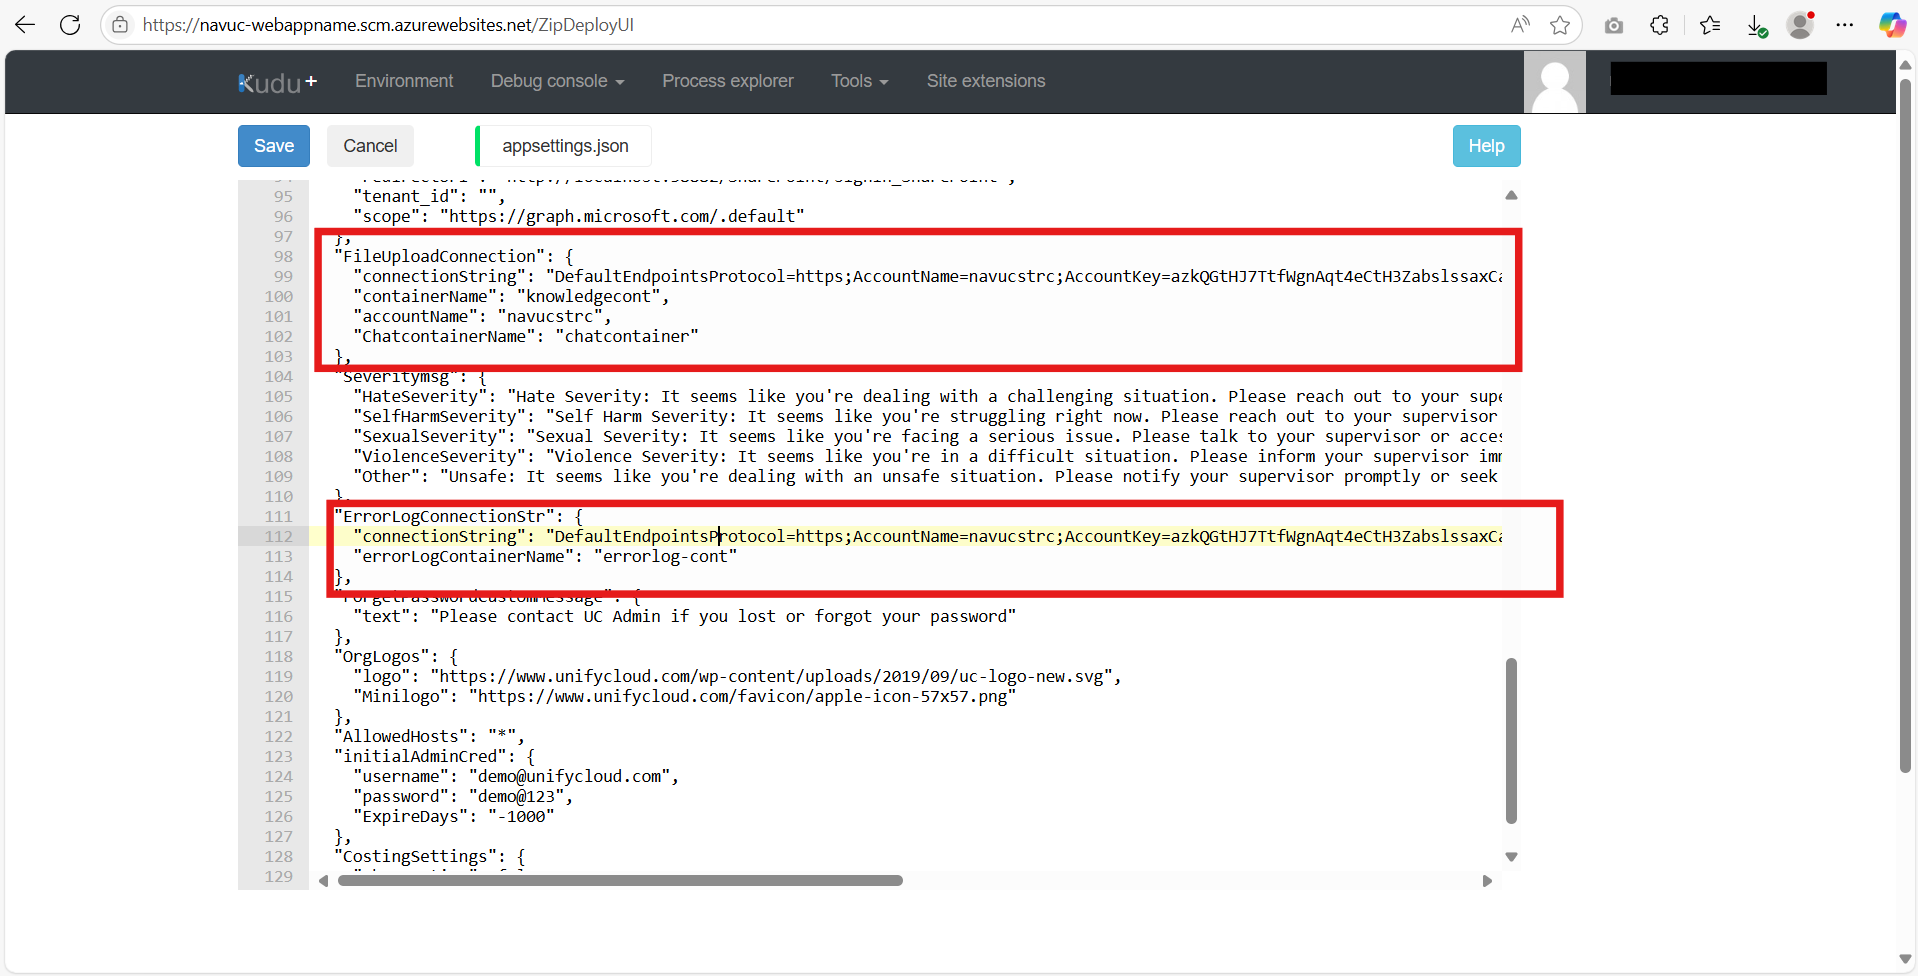 https://navuc-webappname.scm.azurewebsites.net/ZipDeployUI
Kudu+ Environment Debug console Process explorer Tools Site extensions
Save Cancel appsettings.json Help
95 "tenant_id": "",
96 "scope": "https://graph.microsoft.com/.default"
97 },
98 "FileUploadConnection": {
99 "connectionString": "DefaultEndpointsProtocol=https;AccountName=navucstrc;AccountKey=azkQGtHJ7TtfWgnAqt4eCtH3ZabslssaxCa
100 "containerName": "knowledgecont",
101 "accountName": "navucstrc",
102 "ChatcontainerName": "chatcontainer"
103 },
104 "Severitymsg": {
105 "HateSeverity": "Hate Severity: It seems like you're dealing with a challenging situation. Please reach out to your supe
106 "SelfHarmSeverity": "Self Harm Severity: It seems like you're struggling right now. Please reach out to your supervisor
107 "SexualSeverity": "Sexual Severity: It seems like you're facing a serious issue. Please talk to your supervisor or acces
108 "ViolenceSeverity": "Violence Severity: It seems like you're in a difficult situation. Please inform your supervisor imm
109 "Other": "Unsafe: It seems like you're dealing with an unsafe situation. Please notify your supervisor promptly or seek
110 },
111 "ErrorLogConnectionStr": {
112 "connectionString": "DefaultEndpointsProtocol=https;AccountName=navucstrc;AccountKey=azkQGtHJ7TtfWgnAqt4eCtH3ZabslssaxCa
113 "errorLogContainerName": "errorlog-cont"
114 },
115 "ForgetPasswordCustomMessage": {
116 "text": "Please contact UC Admin if you lost or forgot your password"
117 },
118 "OrgLogos": {
119 "logo": "https://www.unifycloud.com/wp-content/uploads/2019/09/uc-logo-new.svg",
120 "Minilogo": "https://www.unifycloud.com/favicon/apple-icon-57x57.png"
121 },
122 "AllowedHosts": "*",
123 "initialAdminCred": {
124 "username": "demo@unifycloud.com",
125 "password": "demo@123",
126 "ExpireDays": "-1000"
127 },
128 "CostingSettings": {
129